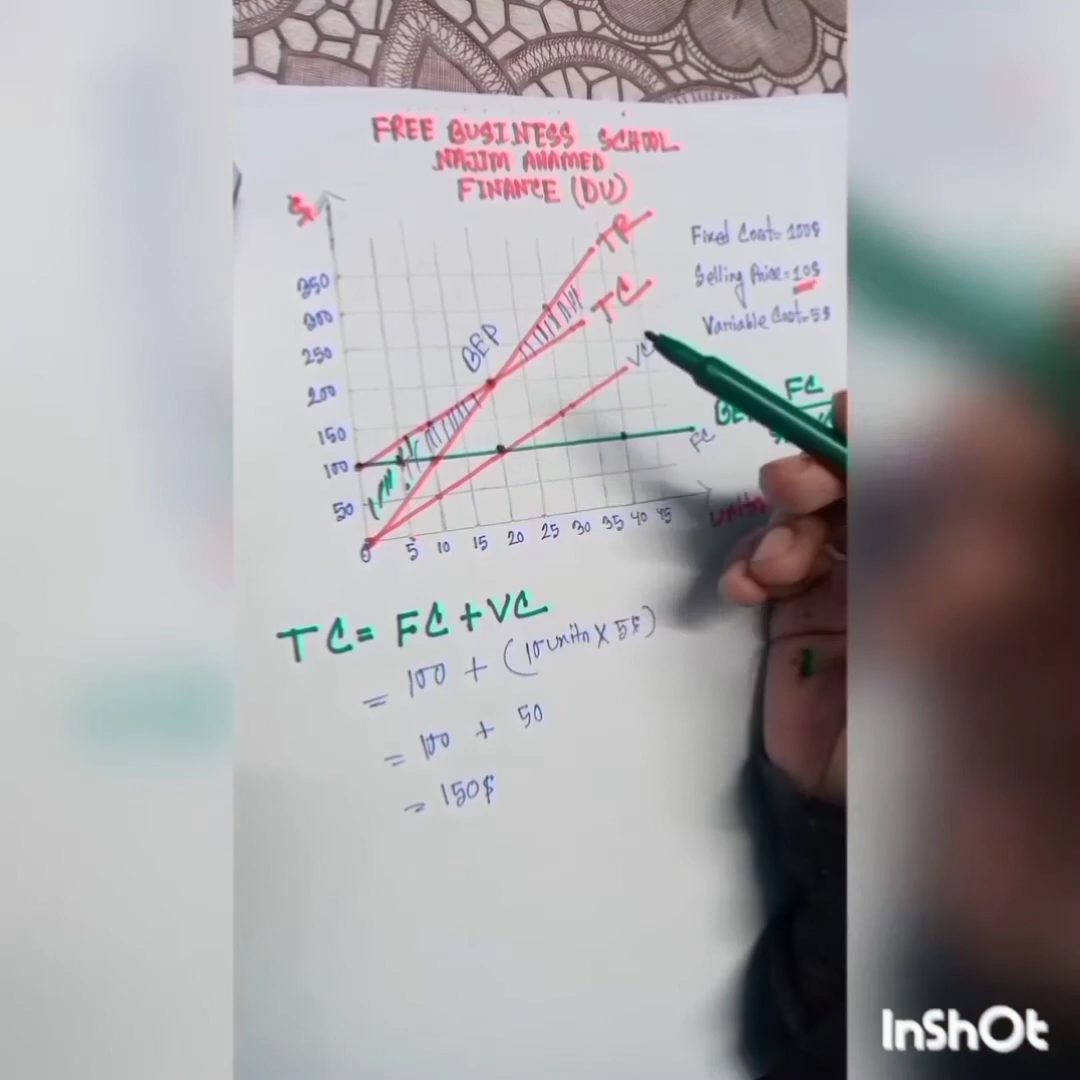 FREE BUSINESS SCHOOL
NAJIM AHAMED
FINANCE (DU)
$
Fixed Cost= 100$
Selling Price= 10$
Variable Cost= 5$
TR
TC
VC
BEP
FC
FC
350
300
250
200
150
100
50
0 5 10 15 20 25 30 35 40 45
units
TC= FC+VC
= 100 + (10 units X 5$)
= 100 + 50
= 150$
InShOt